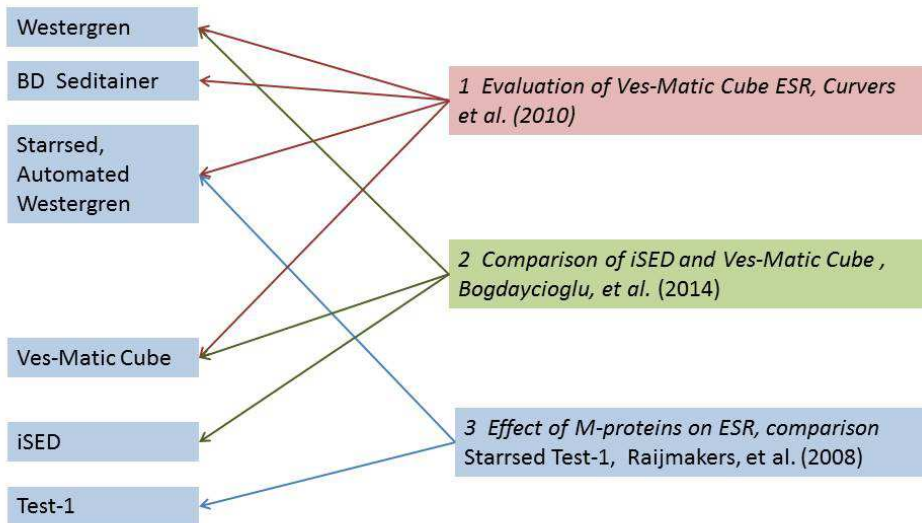 Westergren
BD Seditainer
Starrsed,
Automated
Westergren
Ves-Matic Cube
iSED
Test-1
1 Evaluation of Ves-Matic Cube ESR, Curvers
et al. (2010)
2 Comparison of iSED and Ves-Matic Cube ,
Bogdaycioglu, et al. (2014)
3 Effect of M-proteins on ESR, comparison
Starrsed Test-1, Raijmakers, et al. (2008)